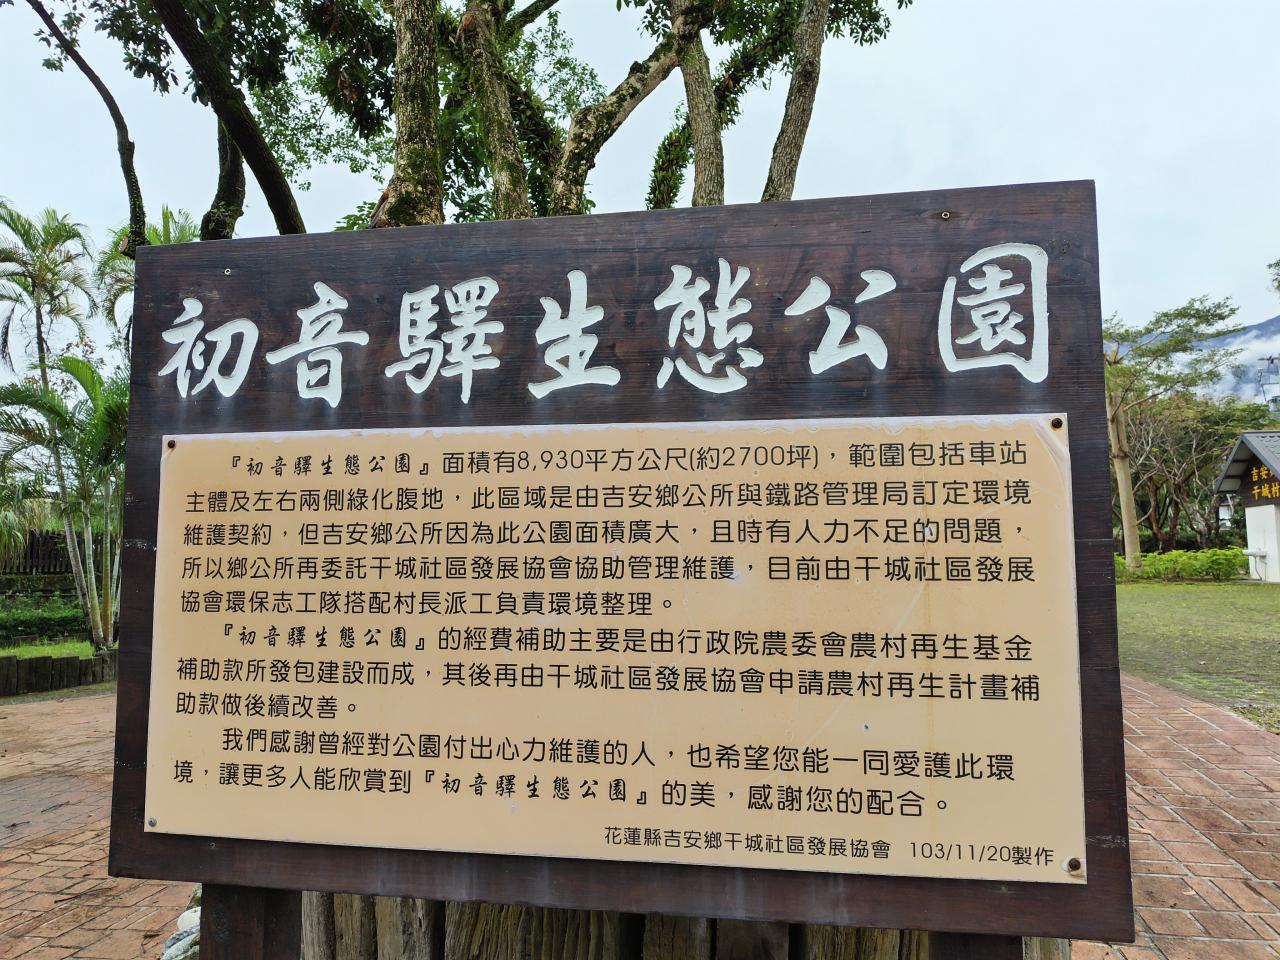 初音驛生態公園
『初音驛生態公園』面積有8,930平方公尺(約2700坪)，範圍包括車站
主體及左右兩側綠化腹地，此區域是由吉安鄉公所與鐵路管理局訂定環境
維護契約，但吉安鄉公所因為此公園面積廣大，且時有人力不足的問題，
所以鄉公所再委託干城社區發展協會協助管理維護，目前由干城社區發展
協會環保志工隊搭配村長派工負責環境整理。
『初音驛生態公園』的經費補助主要是由行政院農委會農村再生基金
補助款所發包建設而成，其後再由干城社區發展協會申請農村再生計畫補
助款做後續改善。
我們感謝曾經對公園付出心力維護的人，也希望您能一同愛護此環
境，讓更多人能欣賞到『初音驛生態公園』的美，感謝您的配合。
花蓮縣吉安鄉干城社區發展協會 103/11/20製作
吉安
干城村